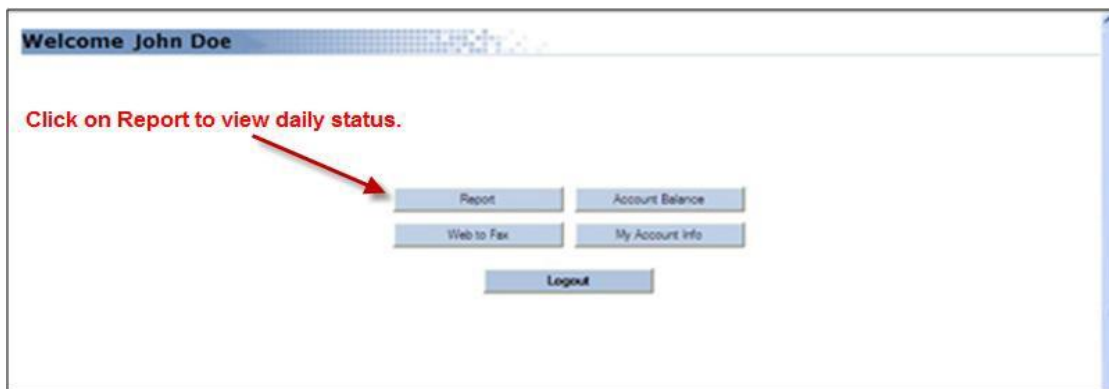 Welcome John Doe
Click on Report to view daily status.
Report
Account Balance
Web to Fax
My Account Info
Logout